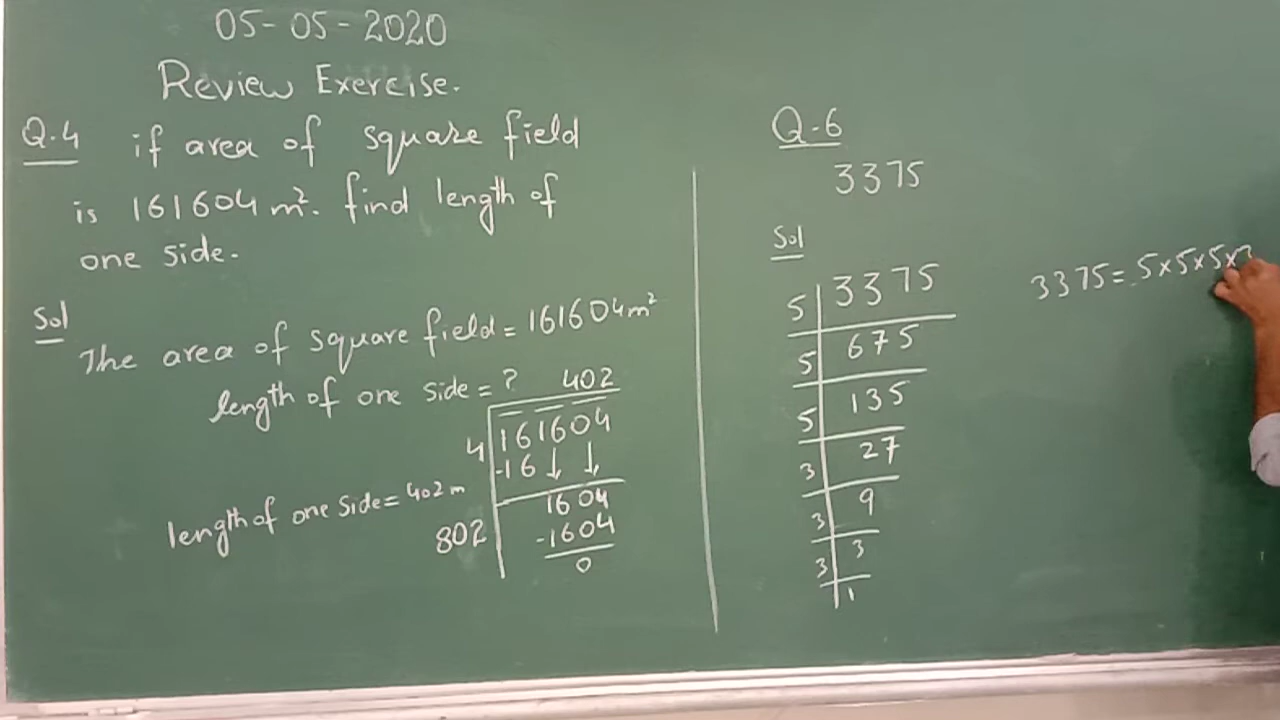 05-05-2020
Review Exercise.
Q.4 if area of square field
is 161604 m². find length of
one side.
Sol
The area of square field = 161604 m²
length of one side = ?
402
4 161604
-16↓ ↓
1604
802 -1604
0
length of one side = 402 m
Q-6
3375
Sol
5 3375
5 675
5 135
3 27
3 9
3 3
1
3375 = 5×5×5×